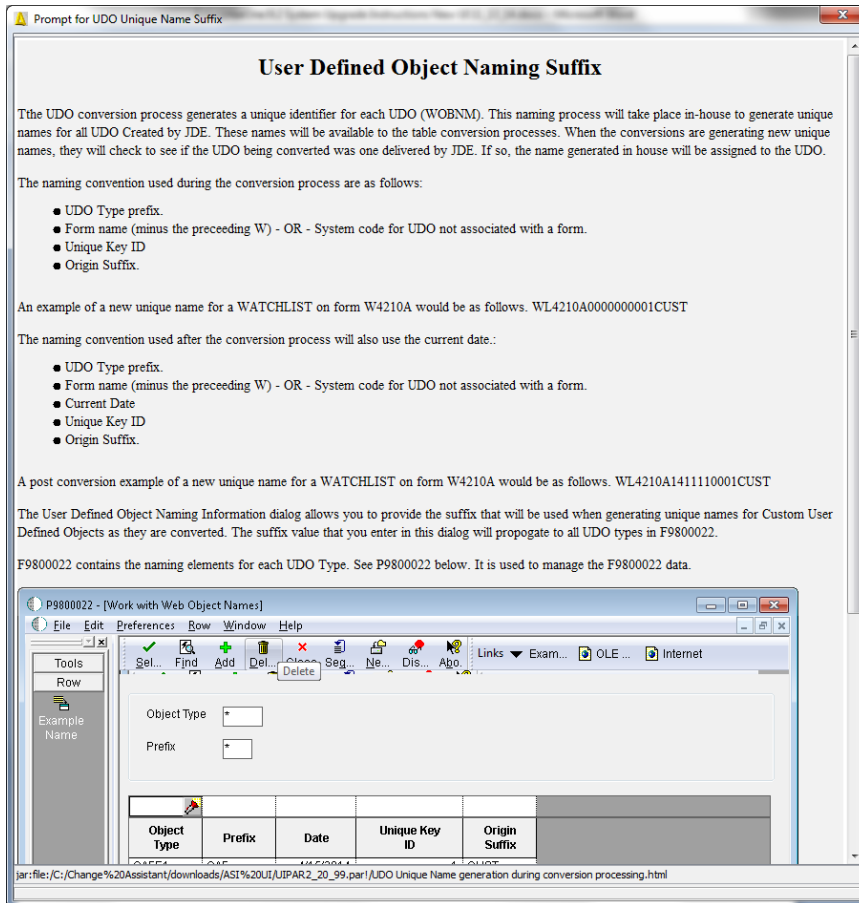 Prompt for UDO Unique Name Suffix
User Defined Object Naming Suffix
Tthe UDO conversion process generates a unique identifier for each UDO (WOBNM). This naming process will take place in-house to generate unique
names for all UDO Created by JDE. These names will be available to the table conversion processes. When the conversions are generating new unique
names, they will check to see if the UDO being converted was one delivered by JDE. If so, the name generated in house will be assigned to the UDO.
The naming convention used during the conversion process are as follows:
● UDO Type prefix.
● Form name (minus the preceeding W) - OR - System code for UDO not associated with a form.
● Unique Key ID
● Origin Suffix.
An example of a new unique name for a WATCHLIST on form W4210A would be as follows. WL4210A0000000001CUST
The naming convention used after the conversion process will also use the current date.:
● UDO Type prefix.
● Form name (minus the preceeding W) - OR - System code for UDO not associated with a form.
● Current Date
● Unique Key ID
● Origin Suffix.
A post conversion example of a new unique name for a WATCHLIST on form W4210A would be as follows. WL4210A1411110001CUST
The User Defined Object Naming Information dialog allows you to provide the suffix that will be used when generating unique names for Custom User
Defined Objects as they are converted. The suffix value that you enter in this dialog will propogate to all UDO types in F9800022.
F9800022 contains the naming elements for each UDO Type. See P9800022 below. It is used to manage the F9800022 data.
P9800022 - [Work with Web Object Names]
File Edit Preferences Row Window Help
Sel... Find Add Del... Close Seq... Ne... Dis... Abo. Links Exam... OLE ... Internet
Delete
Tools
Row
Example
Name
Object Type *
Prefix *
Object Type Prefix Date Unique Key ID Origin Suffix
jar:file:/C:/Change%20Assistant/downloads/ASI%20UI/UIPAR2_20_99.par!/UDO Unique Name generation during conversion processing.html